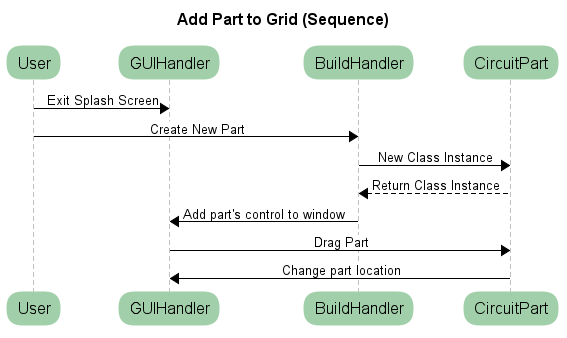 Add Part to Grid (Sequence)
User GUIHandler BuildHandler CircuitPart
Exit Splash Screen
Create New Part
New Class Instance
Return Class Instance
Add part's control to window
Drag Part
Change part location
User GUIHandler BuildHandler CircuitPart